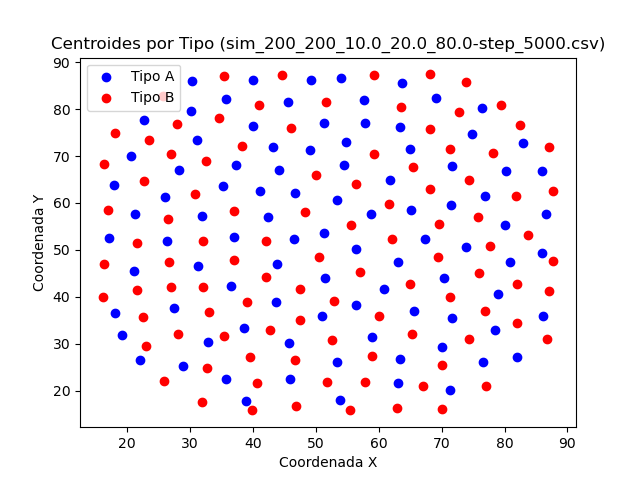 Centroides por Tipo (sim_200_200_10.0_20.0_80.0-step_5000.csv)
Tipo A
Tipo B
90
80
70
60
50
40
30
20
Coordenada Y
20 30 40 50 60 70 80 90
Coordenada X